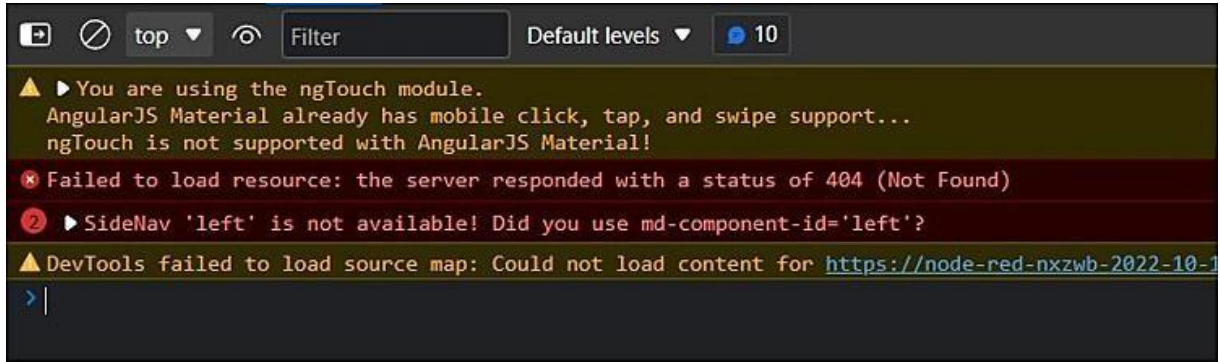 top Filter Default levels 10
You are using the ngTouch module.
AngularJS Material already has mobile click, tap, and swipe support...
ngTouch is not supported with AngularJS Material!
Failed to load resource: the server responded with a status of 404 (Not Found)
2 SideNav 'left' is not available! Did you use md-component-id='left'?
DevTools failed to load source map: Could not load content for https://node-red-nxzwb-2022-10-1
>